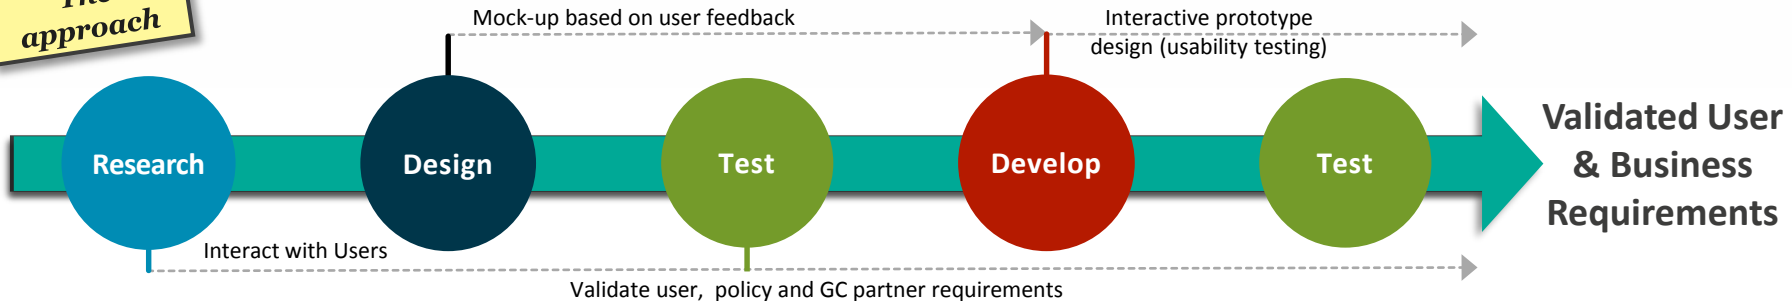 The
approach
Mock-up based on user feedback
Interactive prototype
design (usability testing)
Research
Design
Test
Develop
Test
Validated User
& Business
Requirements
Interact with Users
Validate user, policy and GC partner requirements